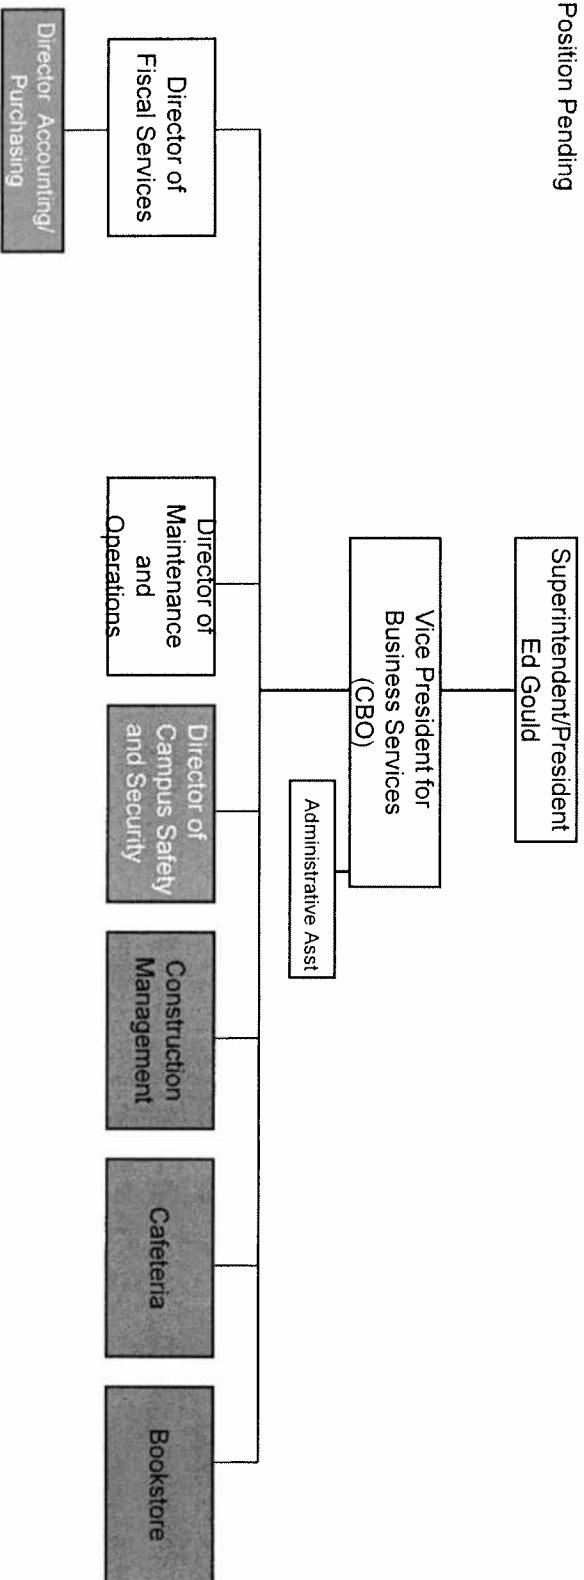 Position Pending
Superintendent/President
Ed Gould
Vice President for
Business Services
(CBO)
Administrative Asst
Director of
Fiscal Services
Director of
Maintenance
and
Operations
Director of
Campus Safety
and Security
Construction
Management
Cafeteria
Bookstore
Director Accounting/
Purchasing